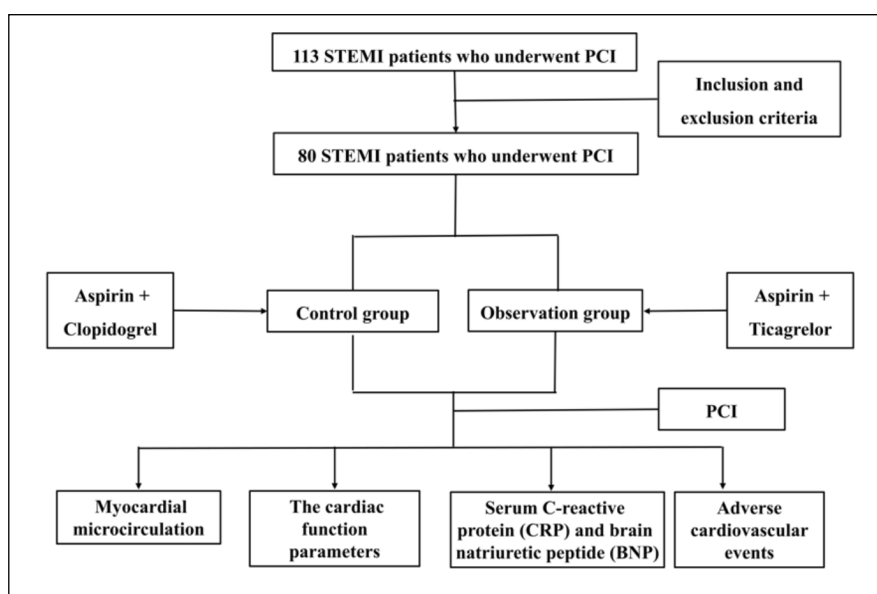 113 STEMI patients who underwent PCI
Inclusion and
exclusion criteria
80 STEMI patients who underwent PCI
Aspirin +
Clopidogrel
Control group
Observation group
Aspirin +
Ticagrelor
PCI
Myocardial
microcirculation
The cardiac
function
parameters
Serum C-reactive
protein (CRP) and brain
natriuretic peptide (BNP)
Adverse
cardiovascular
events